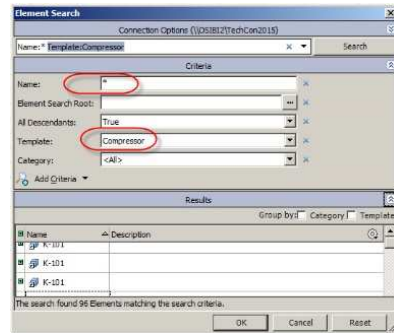 Element Search
Connection Options (\\OSIBI2\TechCon2015)
Name:* Template:Compressor
Search
Criteria
Name: *
Element Search Root:
All Descendants: True
Template: Compressor
Category: <All>
Add Criteria
Results
Group by: Category Template
Name Description
K-101
K-101
K-101
The search found 96 Elements matching the search criteria.
OK Cancel Reset